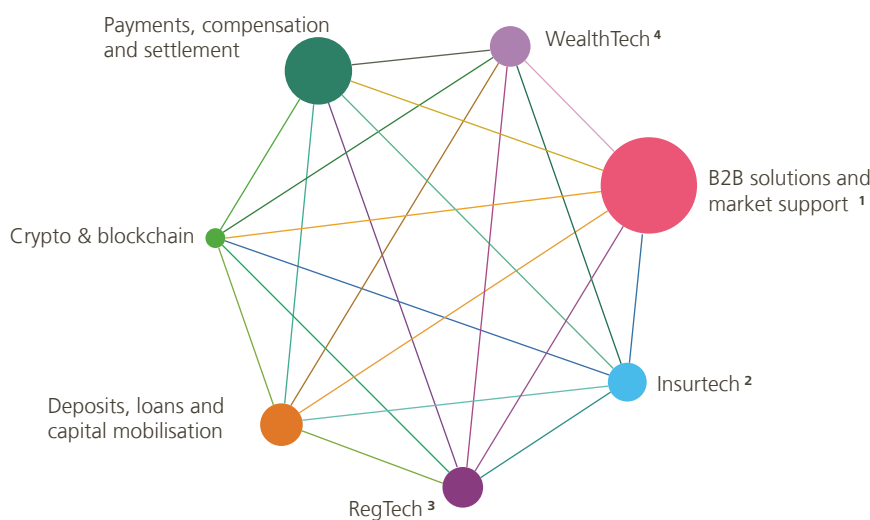 Payments, compensation
and settlement
WealthTech 4
B2B solutions and
market support 1
Crypto & blockchain
Insurtech 2
Deposits, loans and
capital mobilisation
RegTech 3